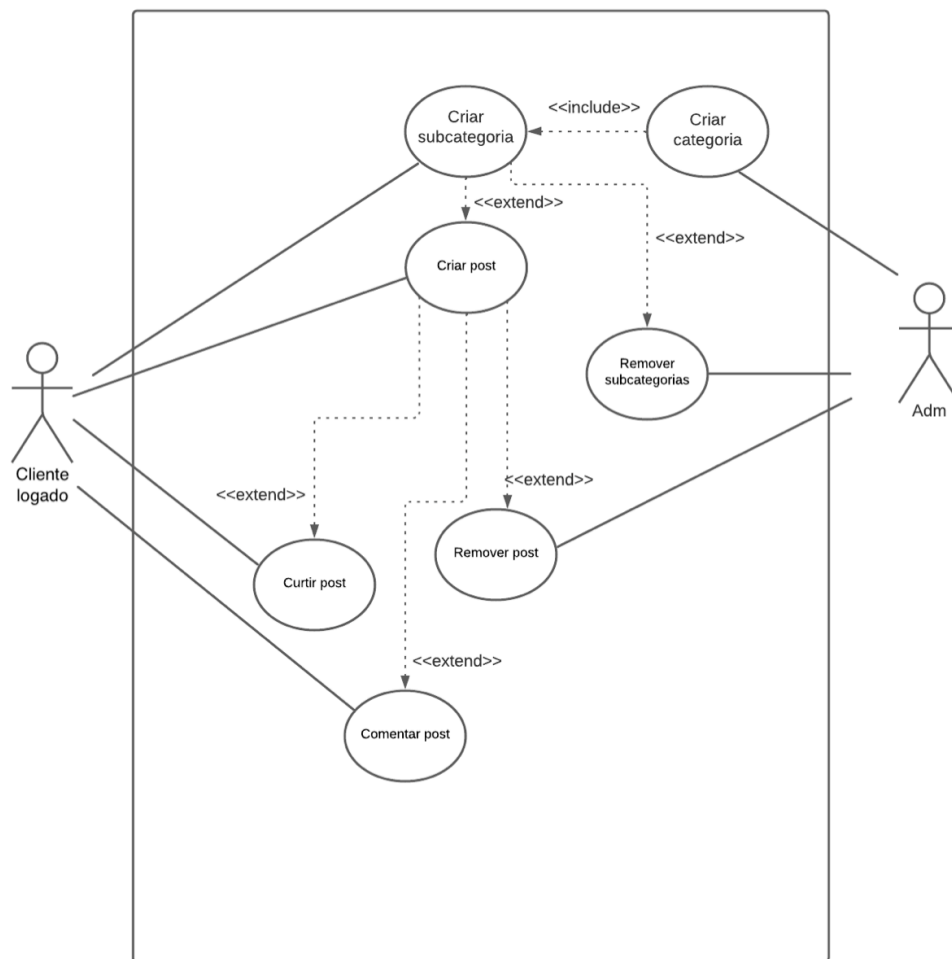 Criar
subcategoria
<<include>>
Criar
categoria
<<extend>>
<<extend>>
Criar post
Remover
subcategorias
Adm
Cliente
logado
<<extend>>
<<extend>>
Remover post
Curtir post
<<extend>>
Comentar post